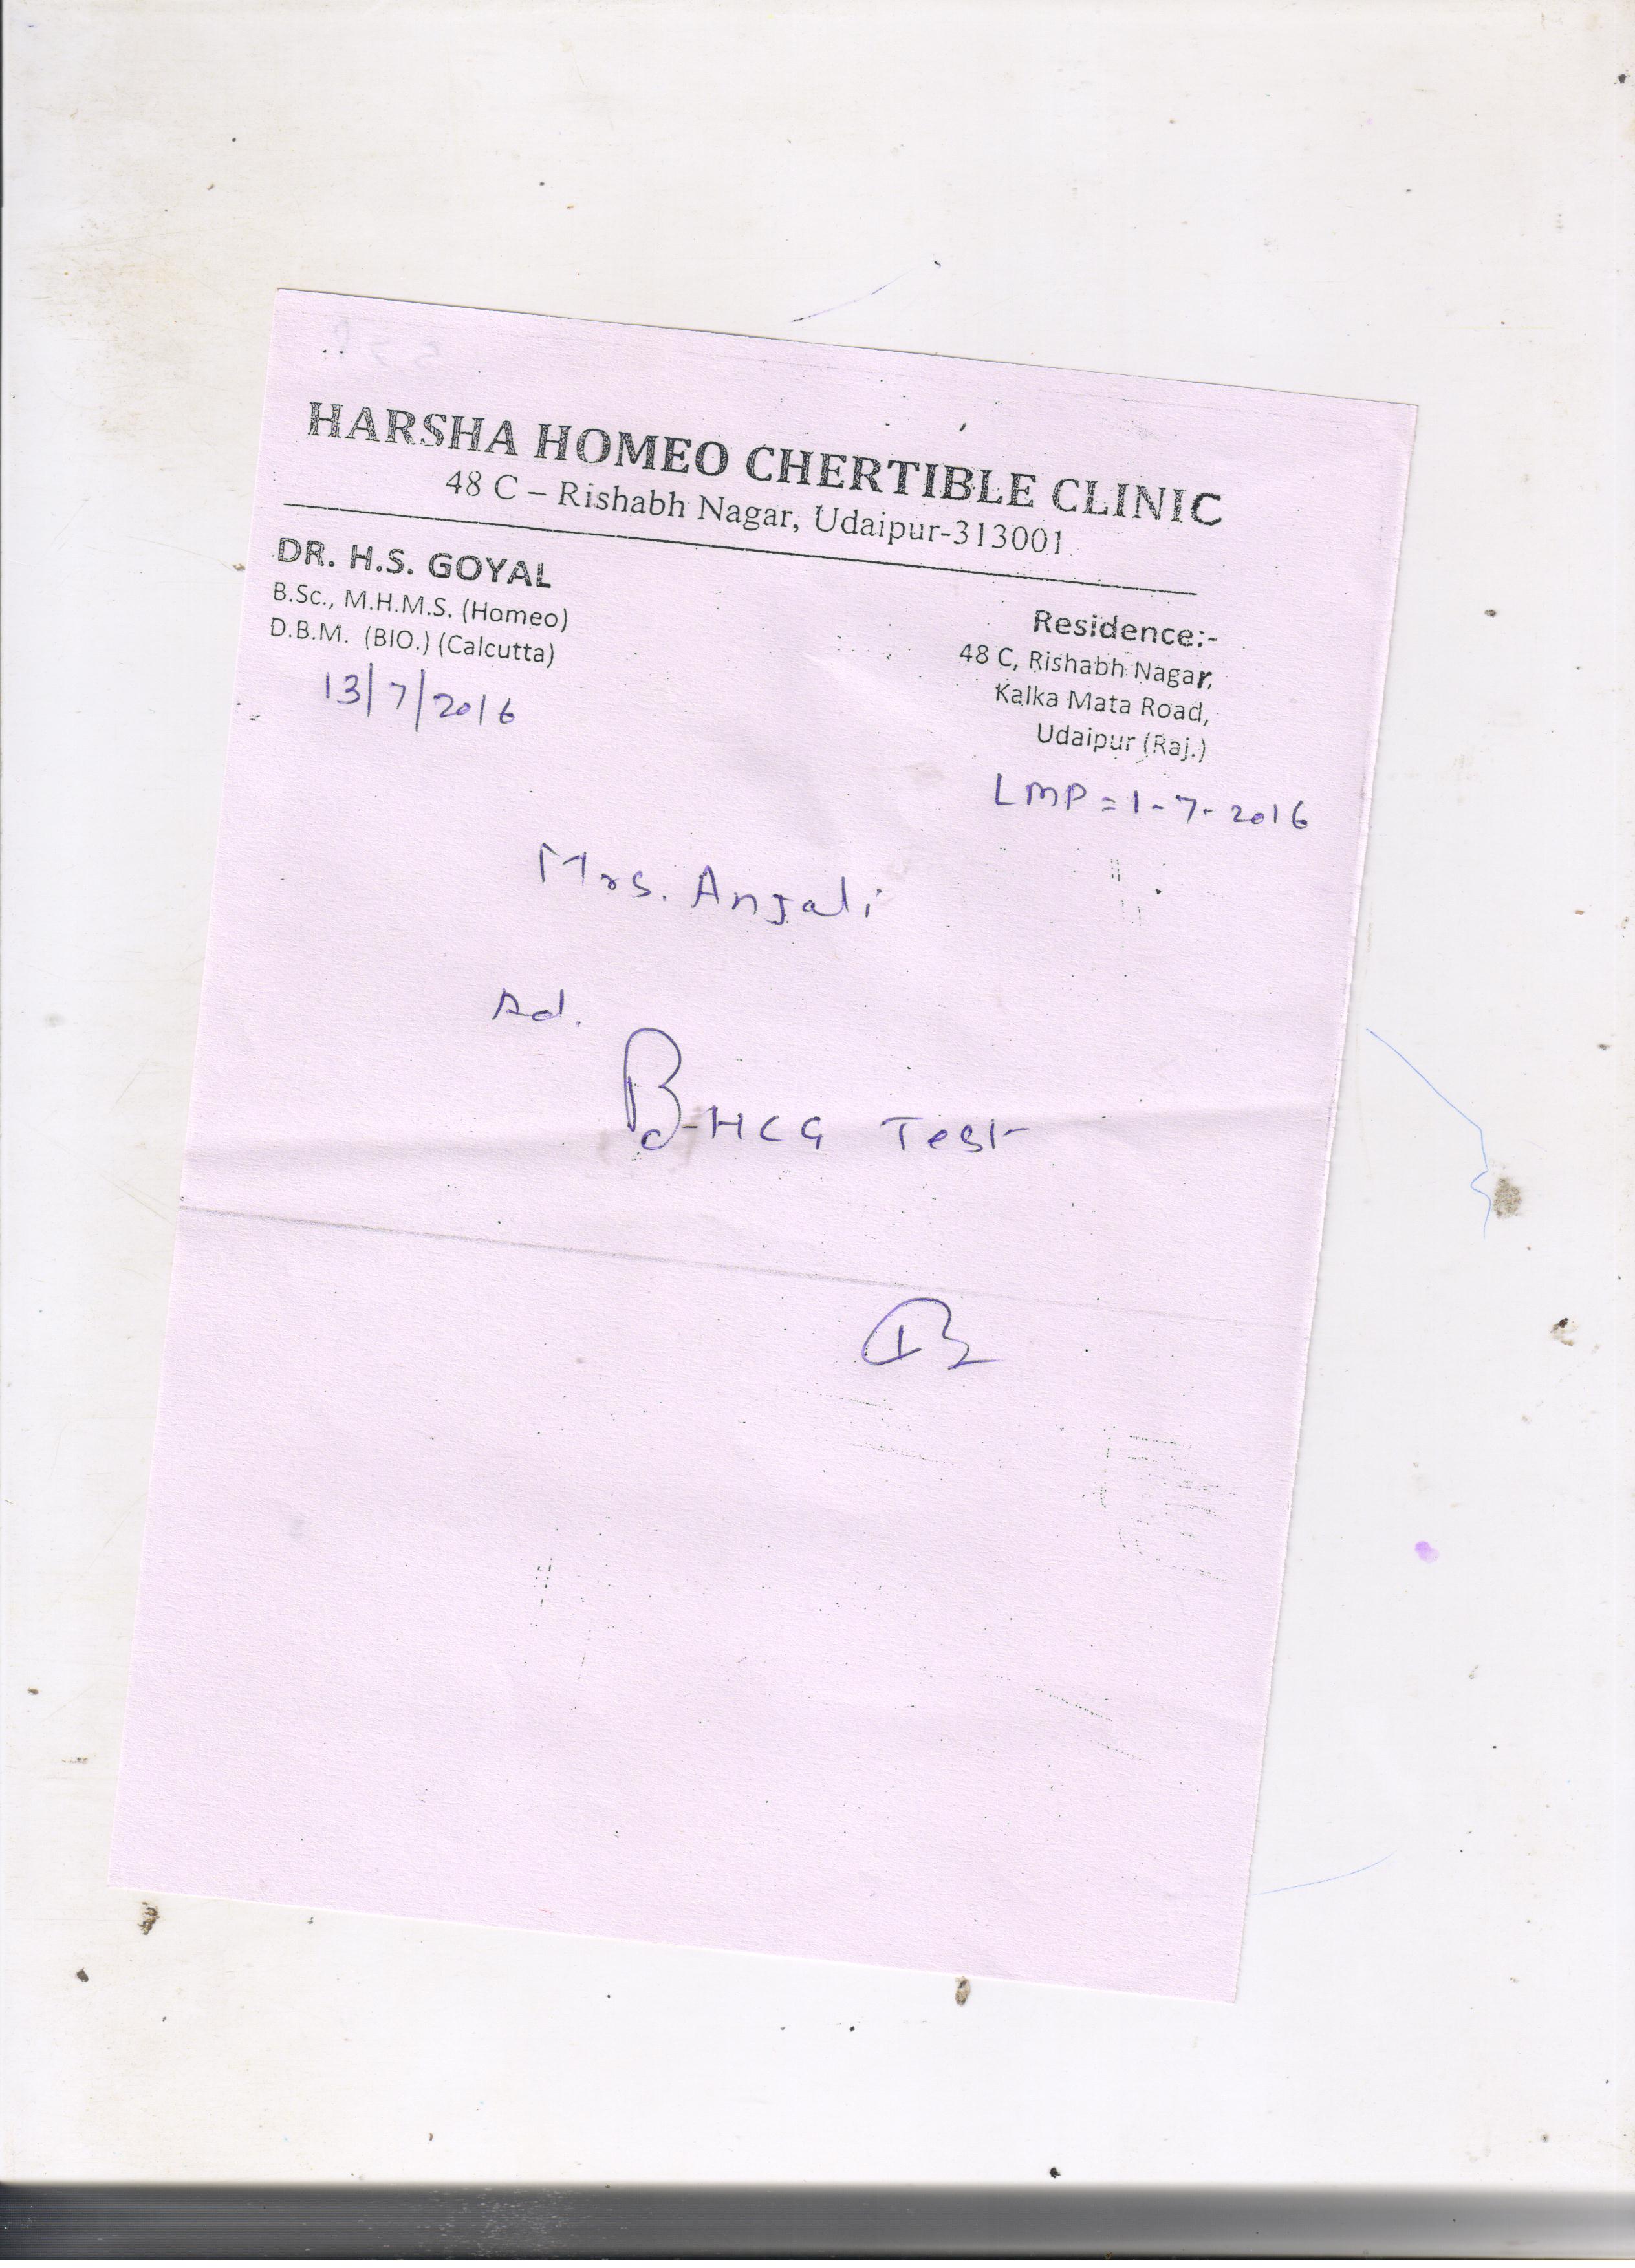 HARSHA HOMEO CHERTIBLE CLINIC
48 C – Rishabh Nagar, Udaipur-313001
DR. H.S. GOYAL
B.Sc., M.H.M.S. (Homeo)
D.B.M. (BIO.) (Calcutta)
13/7/2016
Residence:-
48 C, Rishabh Nagar,
Kalka Mata Road,
Udaipur (Raj.)
LMP = 1-7-2016
Mrs. Anjali
Ad.
B-HCG Test